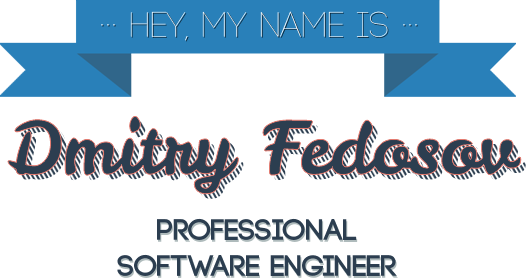 ··· HEY, MY NAME IS ···
Dmitry Fedosov
PROFESSIONAL
SOFTWARE ENGINEER